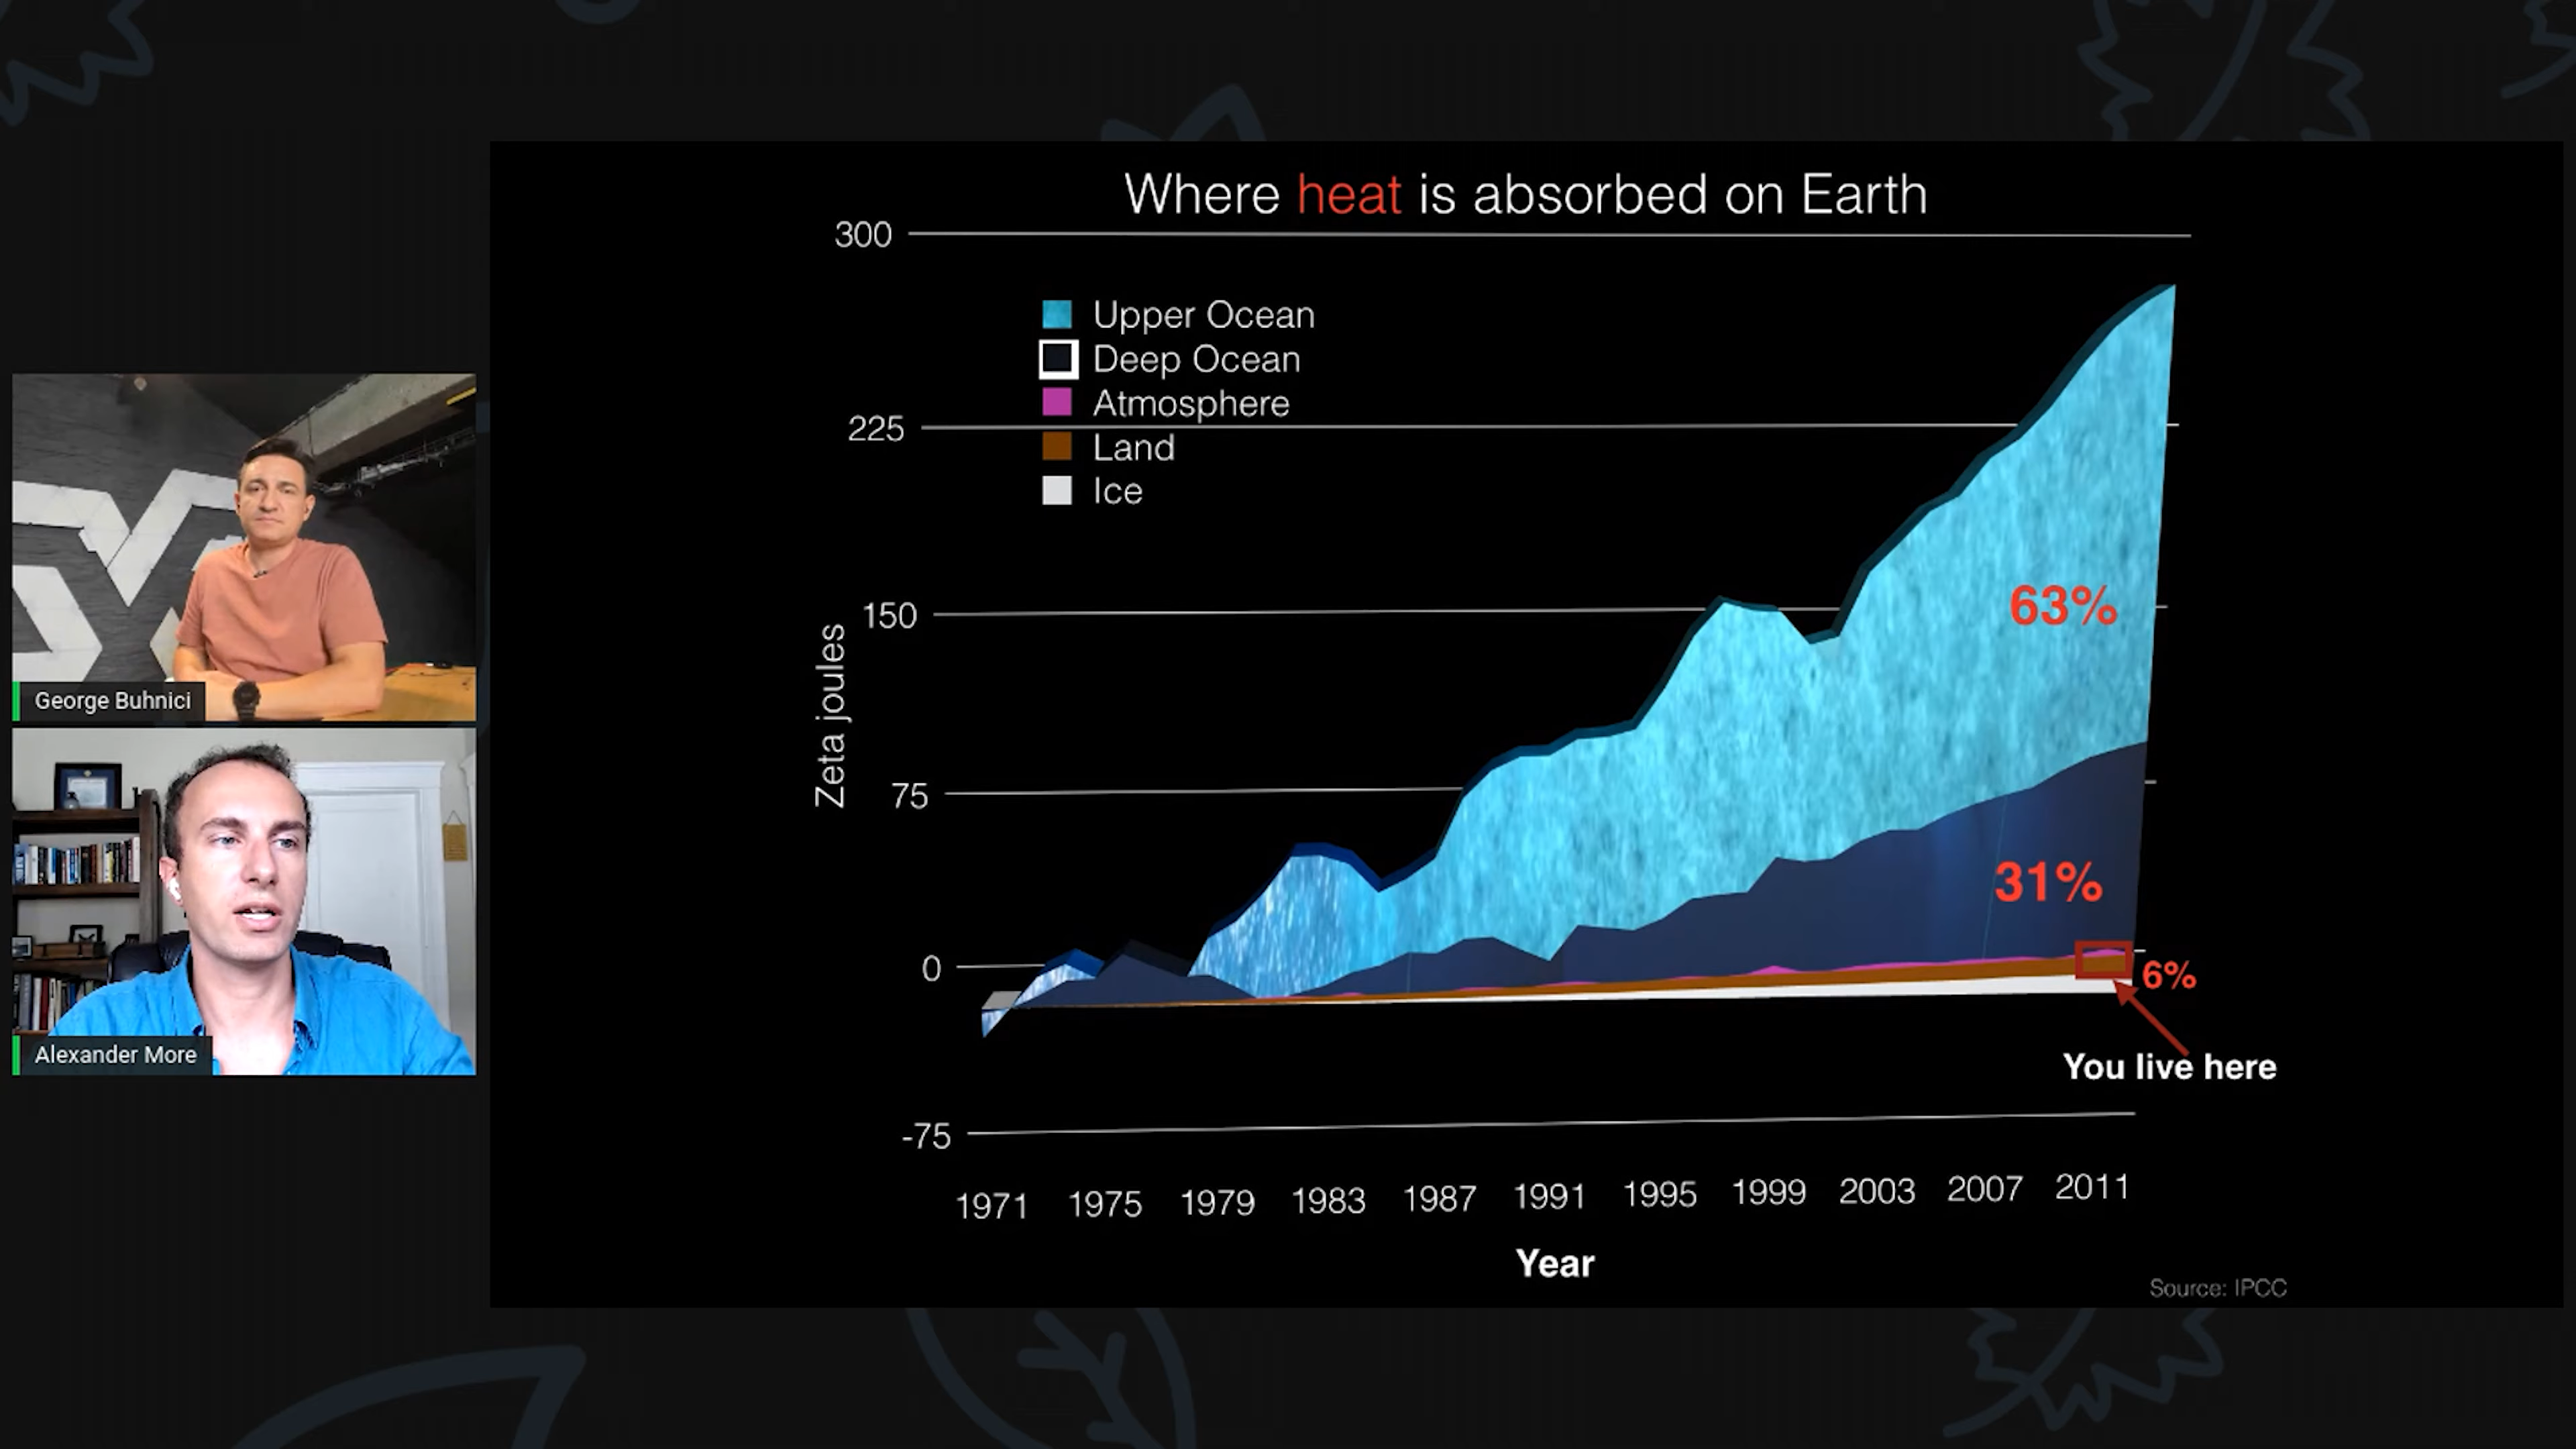 Where heat is absorbed on Earth
300
Upper Ocean
Deep Ocean
Atmosphere
225
Land
Ice
63%
150
Zeta joules
75
31%
0
6%
You live here
-75
1971 1975 1979 1983 1987 1991 1995 1999 2003 2007 2011
Year
Source: IPCC
George Buhnici
Alexander More